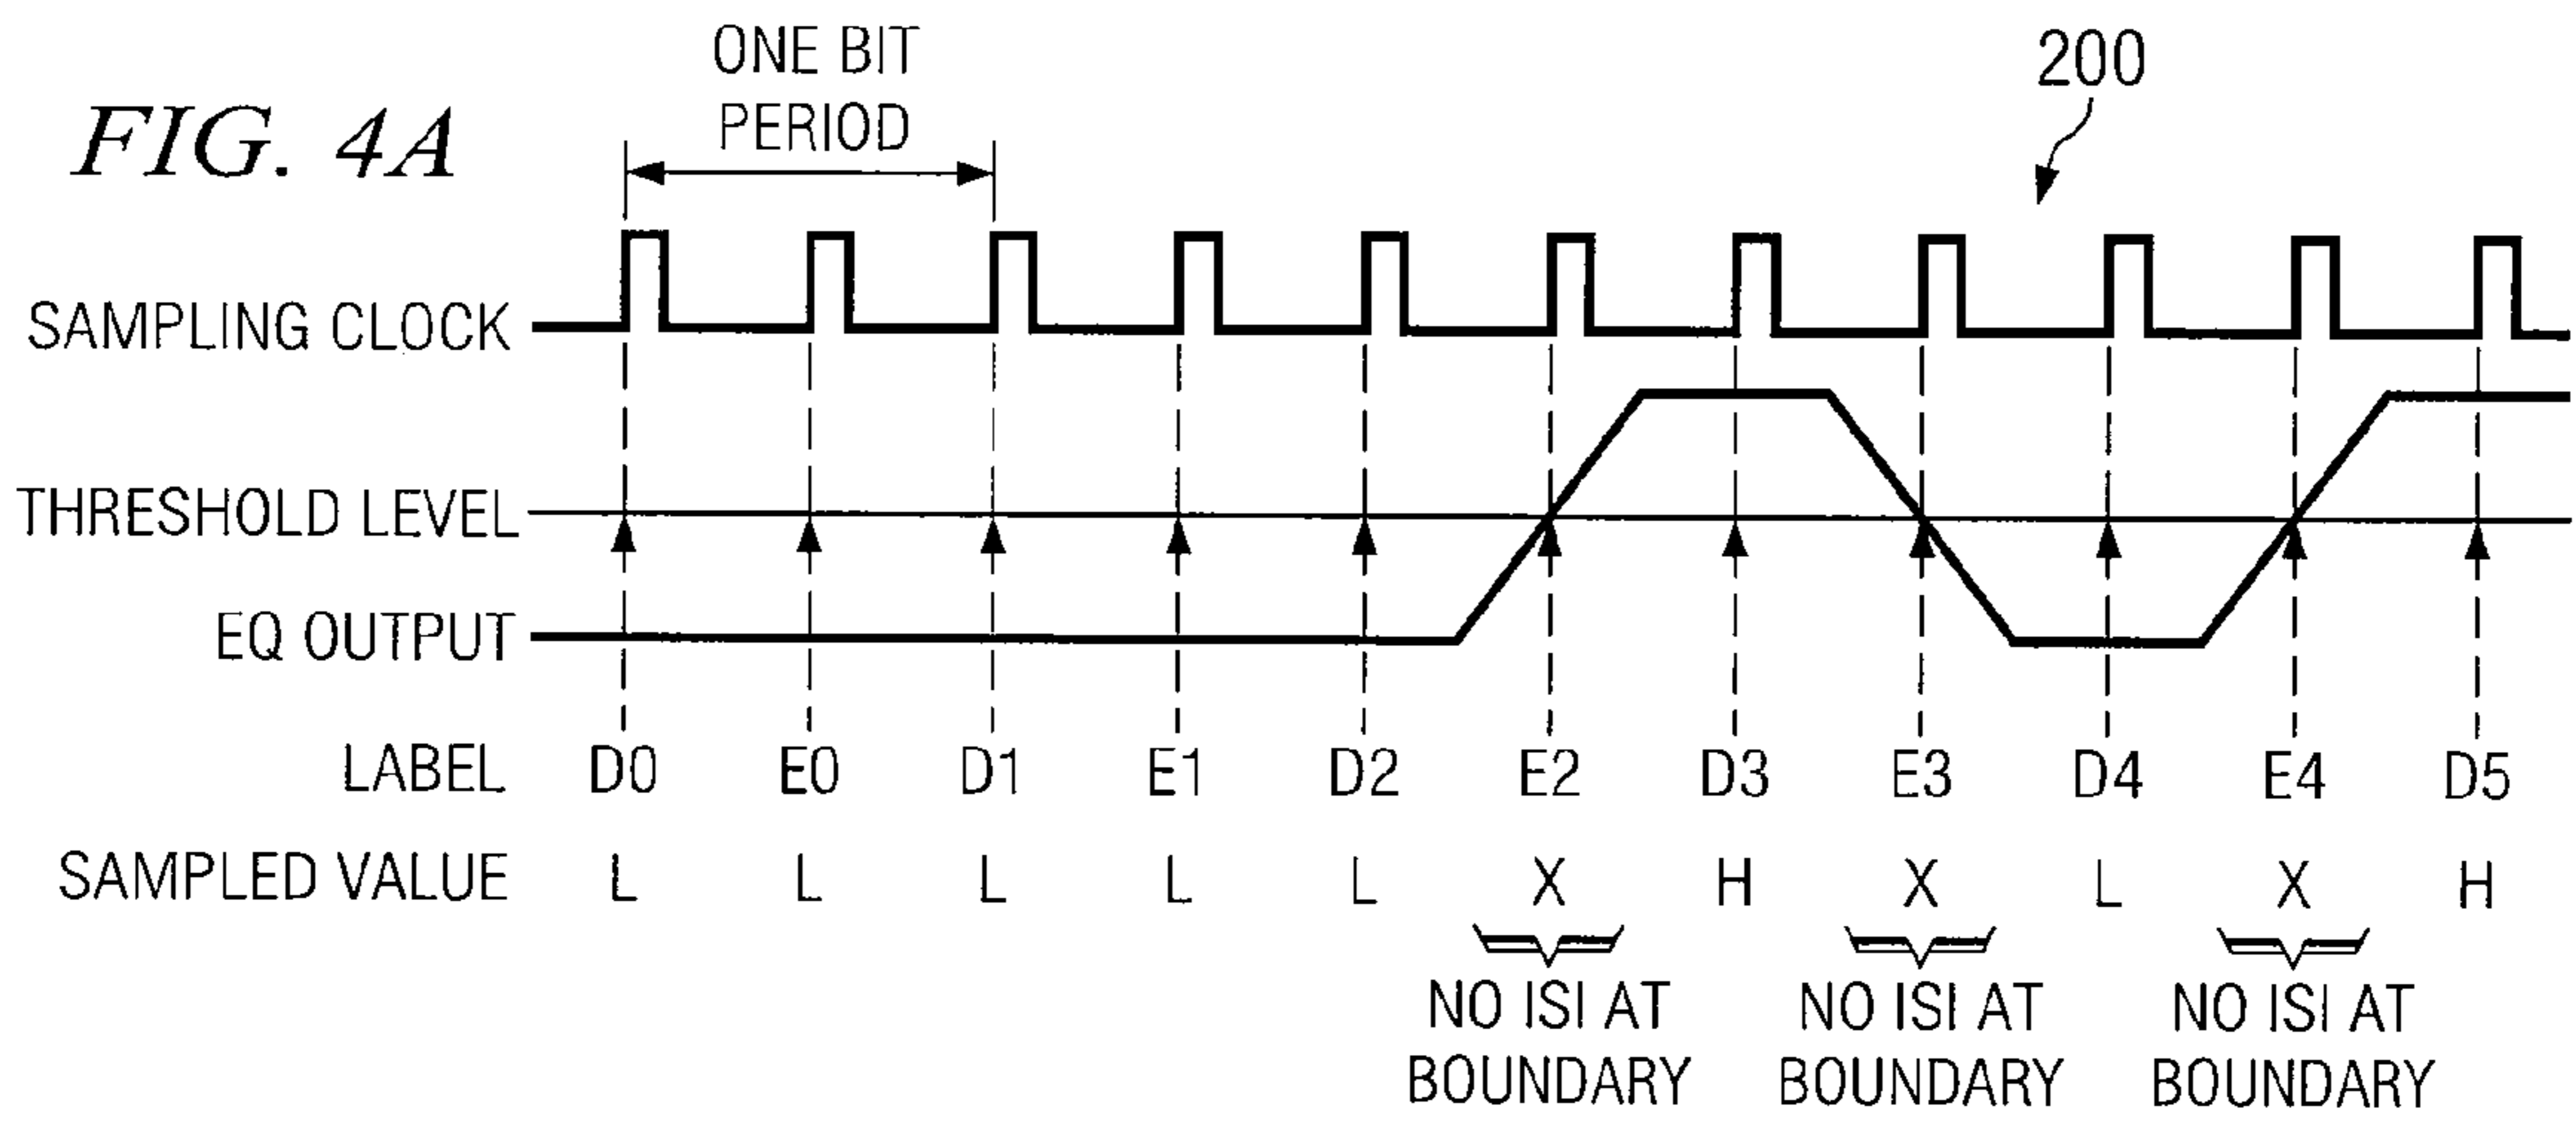 FIG. 4A
ONE BIT
PERIOD
200
SAMPLING CLOCK
THRESHOLD LEVEL
EQ OUTPUT
LABEL D0 E0 D1 E1 D2 E2 D3 E3 D4 E4 D5
SAMPLED VALUE L L L L L X H X L X H
NO ISI AT NO ISI AT NO ISI AT
BOUNDARY BOUNDARY BOUNDARY